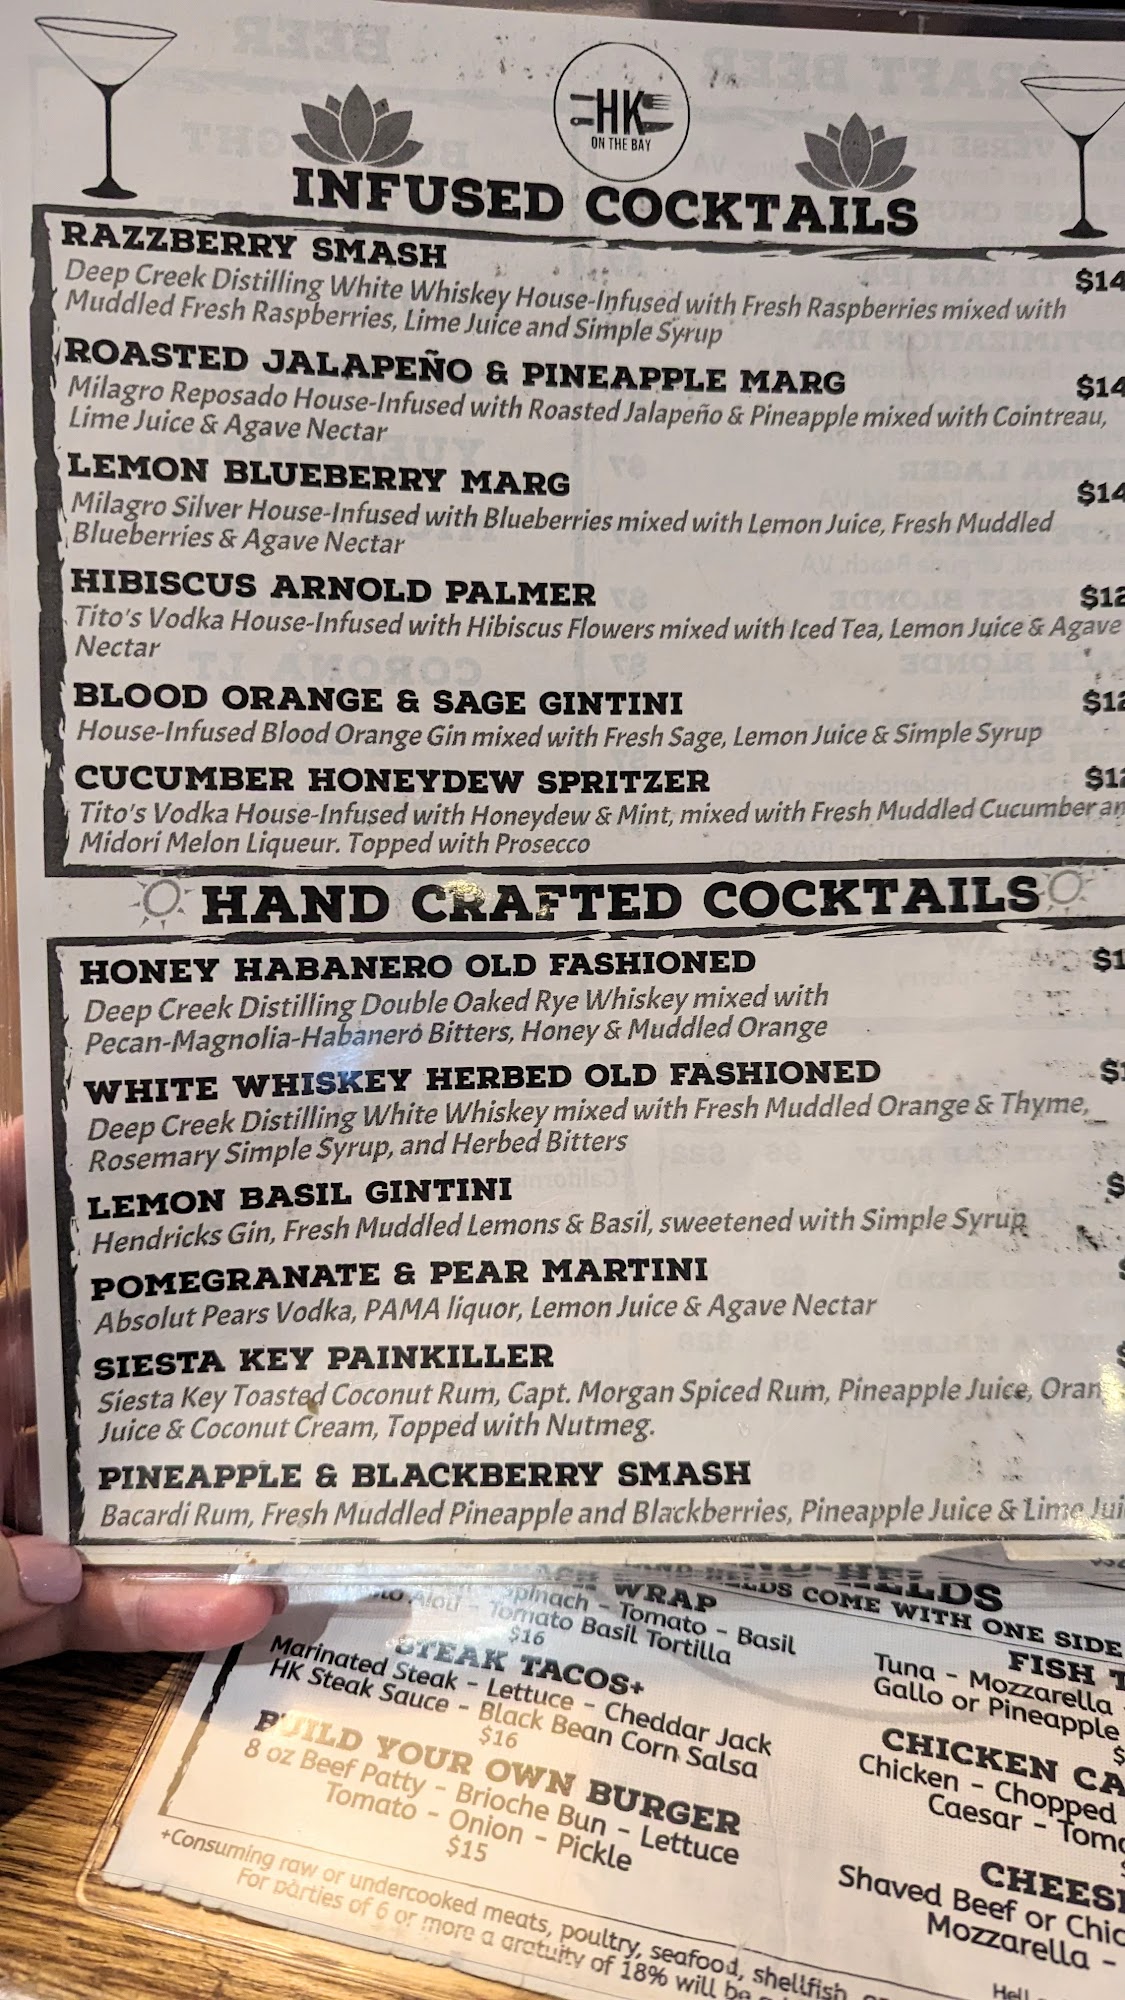 HK
ON THE BAY
INFUSED COCKTAILS
RAZZBERRY SMASH $14
Deep Creek Distilling White Whiskey House-Infused with Fresh Raspberries mixed with
Muddled Fresh Raspberries, Lime Juice and Simple Syrup
ROASTED JALAPEÑO & PINEAPPLE MARG $14
Milagro Reposado House-Infused with Roasted Jalapeño & Pineapple mixed with Cointreau,
Lime Juice & Agave Nectar
LEMON BLUEBERRY MARG $14
Milagro Silver House-Infused with Blueberries mixed with Lemon Juice, Fresh Muddled
Blueberries & Agave Nectar
HIBISCUS ARNOLD PALMER $12
Tito's Vodka House-Infused with Hibiscus Flowers mixed with Iced Tea, Lemon Juice & Agave
Nectar
BLOOD ORANGE & SAGE GINTINI $12
House-Infused Blood Orange Gin mixed with Fresh Sage, Lemon Juice & Simple Syrup
CUCUMBER HONEYDEW SPRITZER $12
Tito's Vodka House-Infused with Honeydew & Mint, mixed with Fresh Muddled Cucumber an
Midori Melon Liqueur. Topped with Prosecco
HAND CRAFTED COCKTAILS
HONEY HABANERO OLD FASHIONED $1
Deep Creek Distilling Double Oaked Rye Whiskey mixed with
Pecan-Magnolia-Habanero Bitters, Honey & Muddled Orange
WHITE WHISKEY HERBED OLD FASHIONED $1
Deep Creek Distilling White Whiskey mixed with Fresh Muddled Orange & Thyme,
Rosemary Simple Syrup, and Herbed Bitters
LEMON BASIL GINTINI $
Hendricks Gin, Fresh Muddled Lemons & Basil, sweetened with Simple Syrup
POMEGRANATE & PEAR MARTINI $
Absolut Pears Vodka, PAMA liquor, Lemon Juice & Agave Nectar
SIESTA KEY PAINKILLER $
Siesta Key Toasted Coconut Rum, Capt. Morgan Spiced Rum, Pineapple Juice, Oran
Juice & Coconut Cream, Topped with Nutmeg.
PINEAPPLE & BLACKBERRY SMASH
Bacardi Rum, Fresh Muddled Pineapple and Blackberries, Pineapple Juice & Lime Jui
WRAP
Spinach - Tomato - Basil
Tomato Basil Tortilla
$16
STEAK TACOS+
Marinated Steak - Lettuce - Cheddar Jack
HK Steak Sauce - Black Bean Corn Salsa
$16
BUILD YOUR OWN BURGER
8 oz Beef Patty - Brioche Bun - Lettuce
Tomato - Onion - Pickle
$15
COME WITH ONE SIDE
FISH T
Tuna - Mozzarella -
Gallo or Pineapple
$
CHICKEN CA
Chicken - Chopped
Caesar - Toma
CHEES
Shaved Beef or Chic
Mozzarella -
+Consuming raw or undercooked meats, poultry, seafood, shellfish,
For parties of 6 or more a gratuity of 18% will be